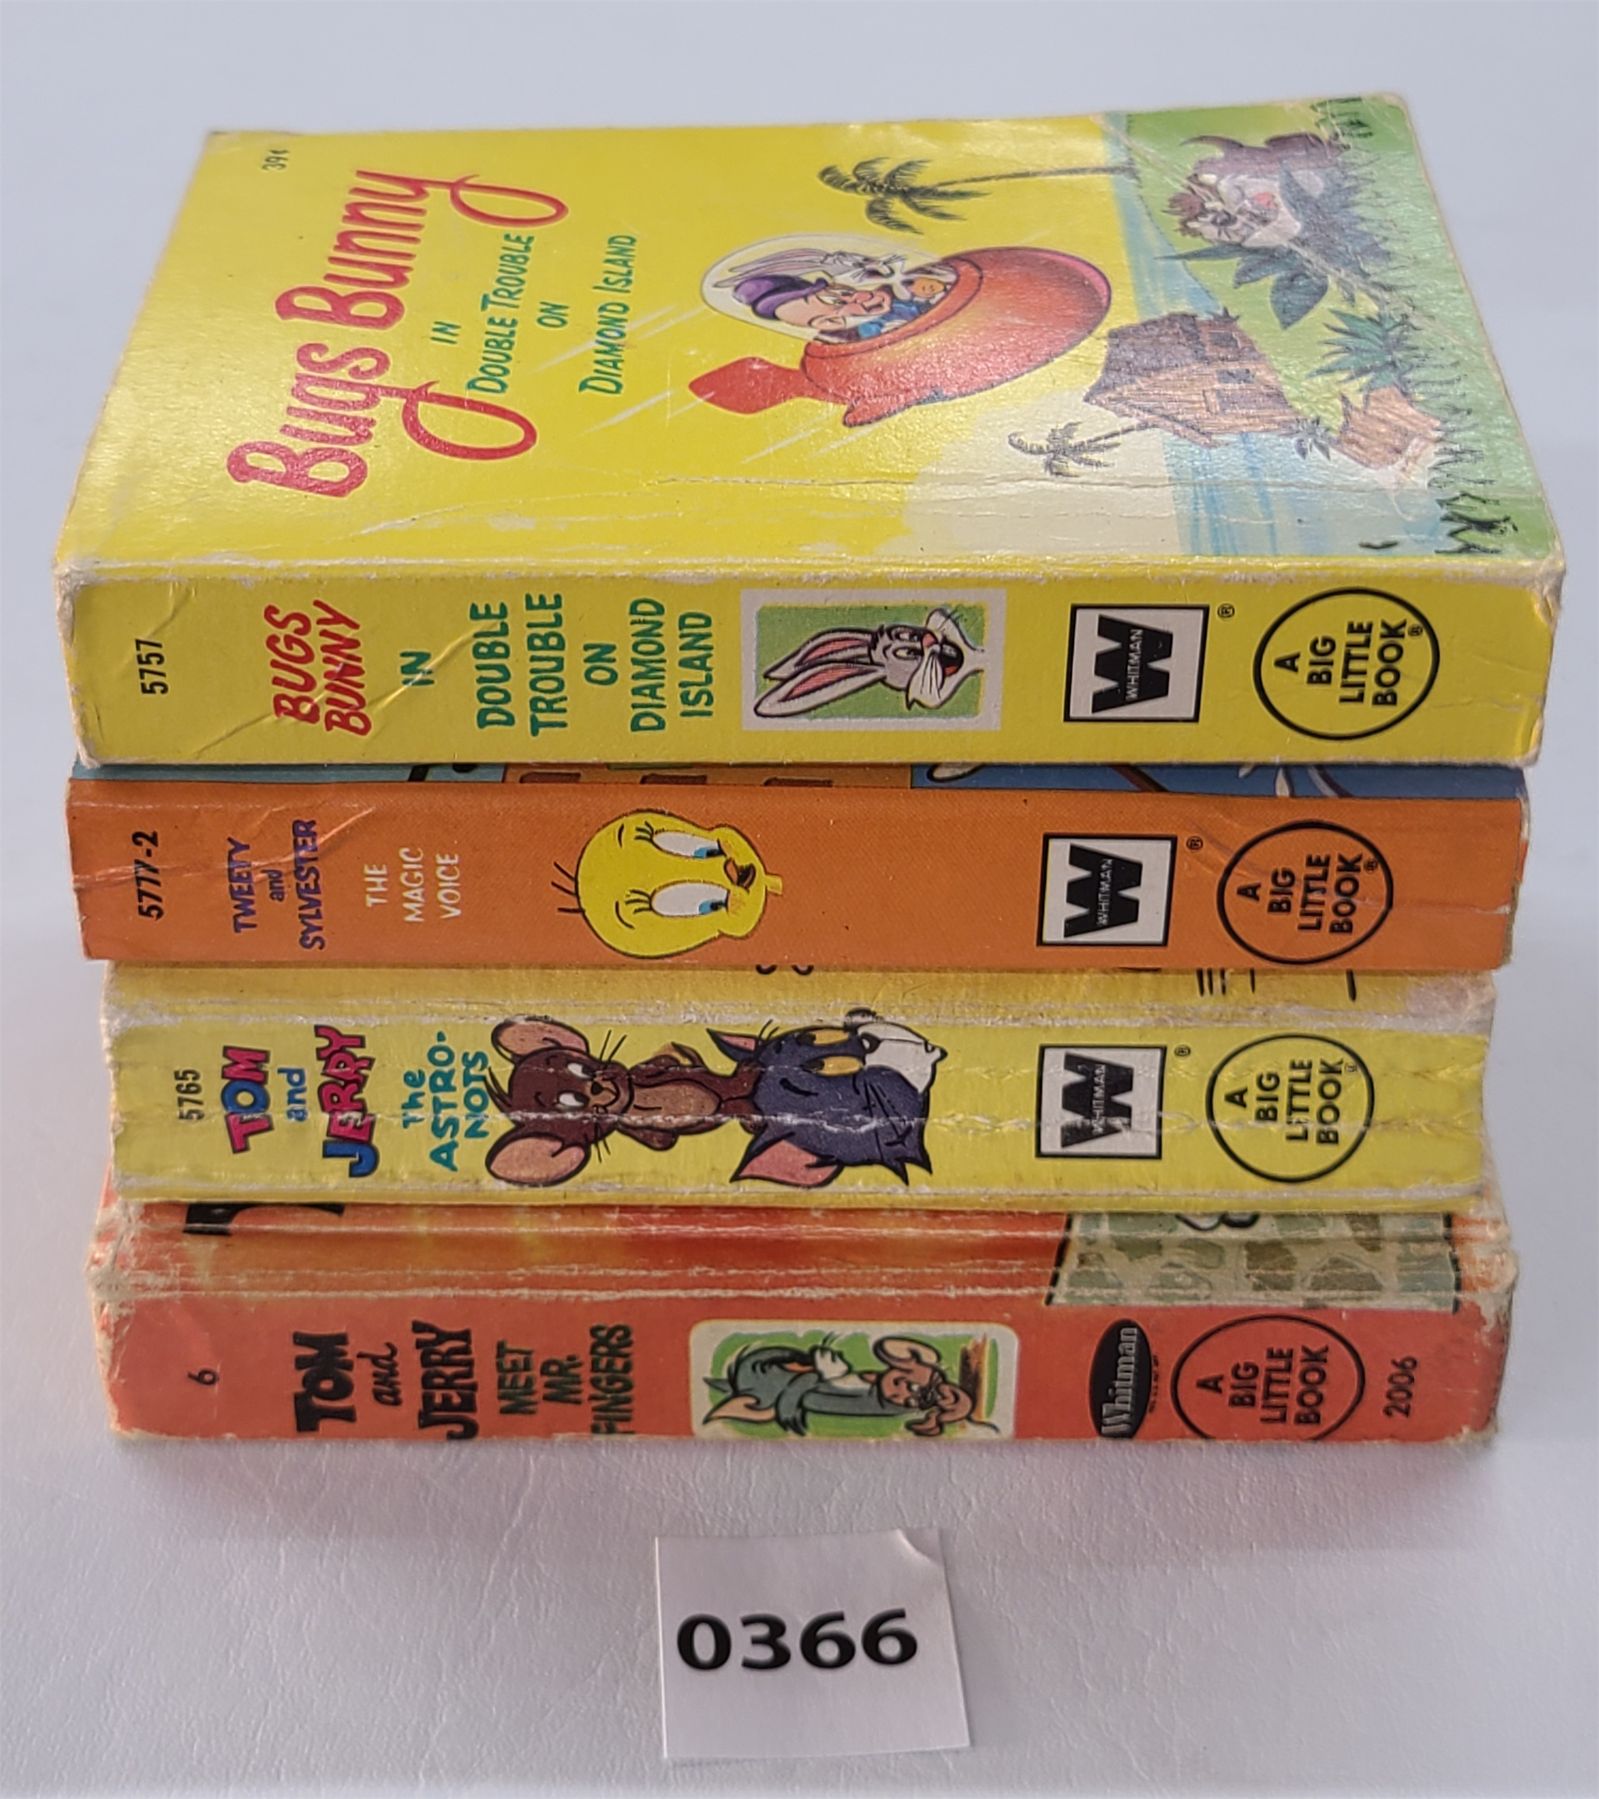 39¢
Bugs Bunny
IN
DOUBLE TROUBLE
ON
DIAMOND ISLAND
5757
BUGS
BUNNY
IN
DOUBLE
TROUBLE
ON
DIAMOND
ISLAND
W
WHITMAN
®
A
BIG
LITTLE
BOOK®
5777-2
TWEETY
and
SYLVESTER
THE
MAGIC
VOICE
W
WHITMAN
®
A
BIG
LITTLE
BOOK®
5765
TOM
and
JERRY
The
ASTRO-
NOTS
W
WHITMAN
®
A
BIG
LITTLE
BOOK®
6
TOM
and
JERRY
MEET
MR.
FINGERS
Whitman
A
BIG
LITTLE
BOOK
2006
0366